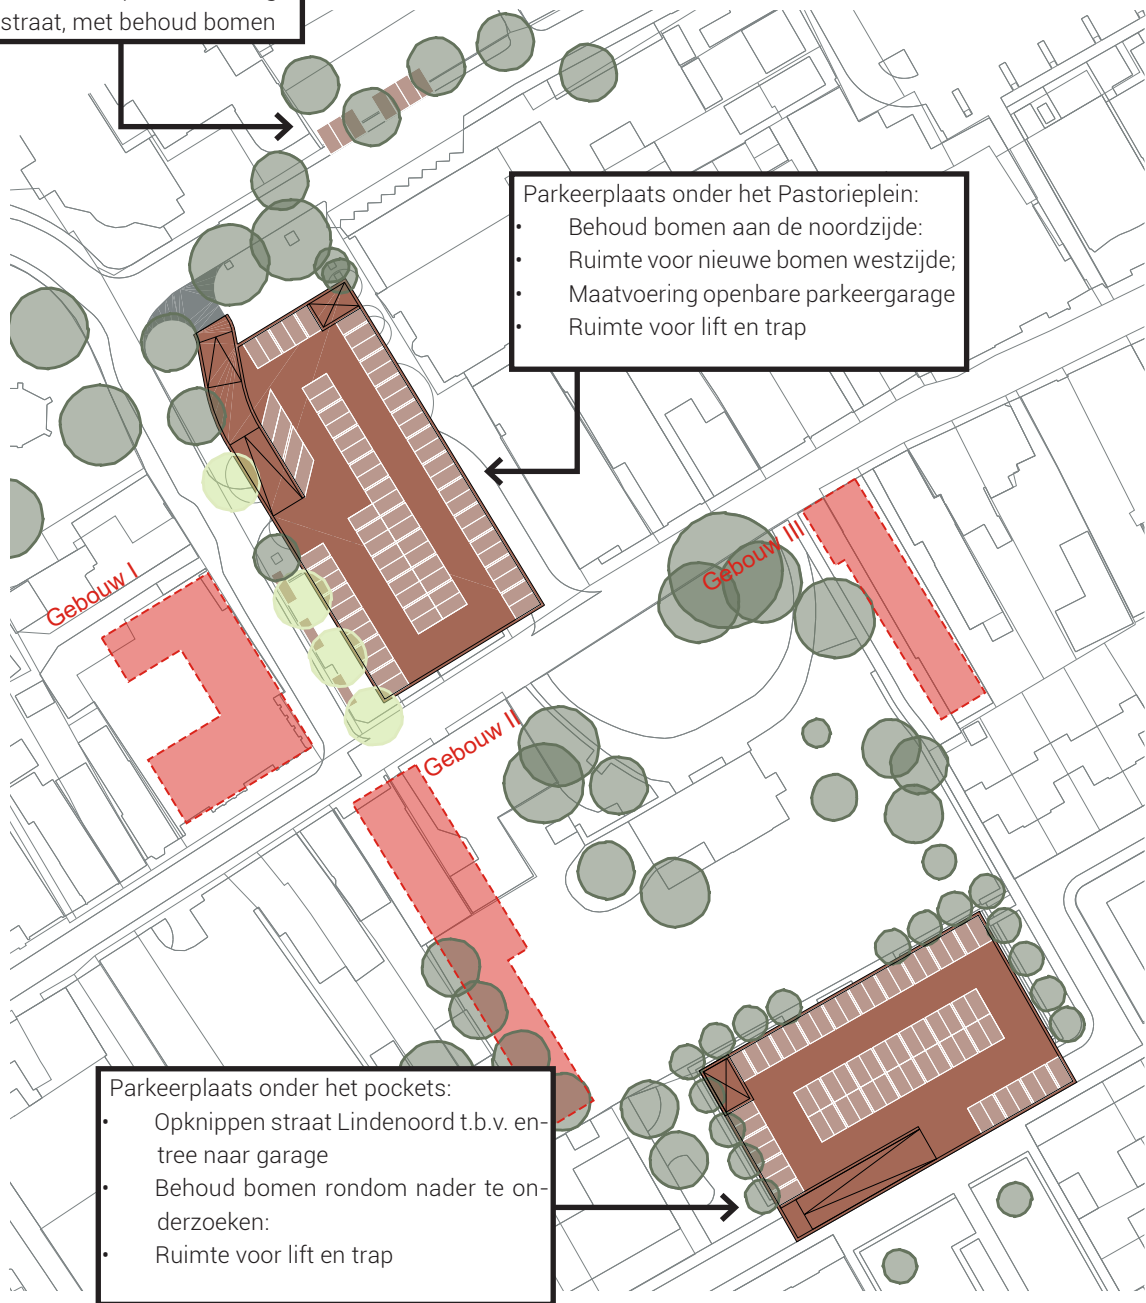 straat, met behoud bomen
Parkeerplaats onder het Pastorieplein:
• Behoud bomen aan de noordzijde:
• Ruimte voor nieuwe bomen westzijde;
• Maatvoering openbare parkeergarage
• Ruimte voor lift en trap
Gebouw I
Gebouw III
Gebouw II
Parkeerplaats onder het pockets:
• Opknippen straat Lindenoord t.b.v. en-
tree naar garage
• Behoud bomen rondom nader te on-
derzoeken:
• Ruimte voor lift en trap